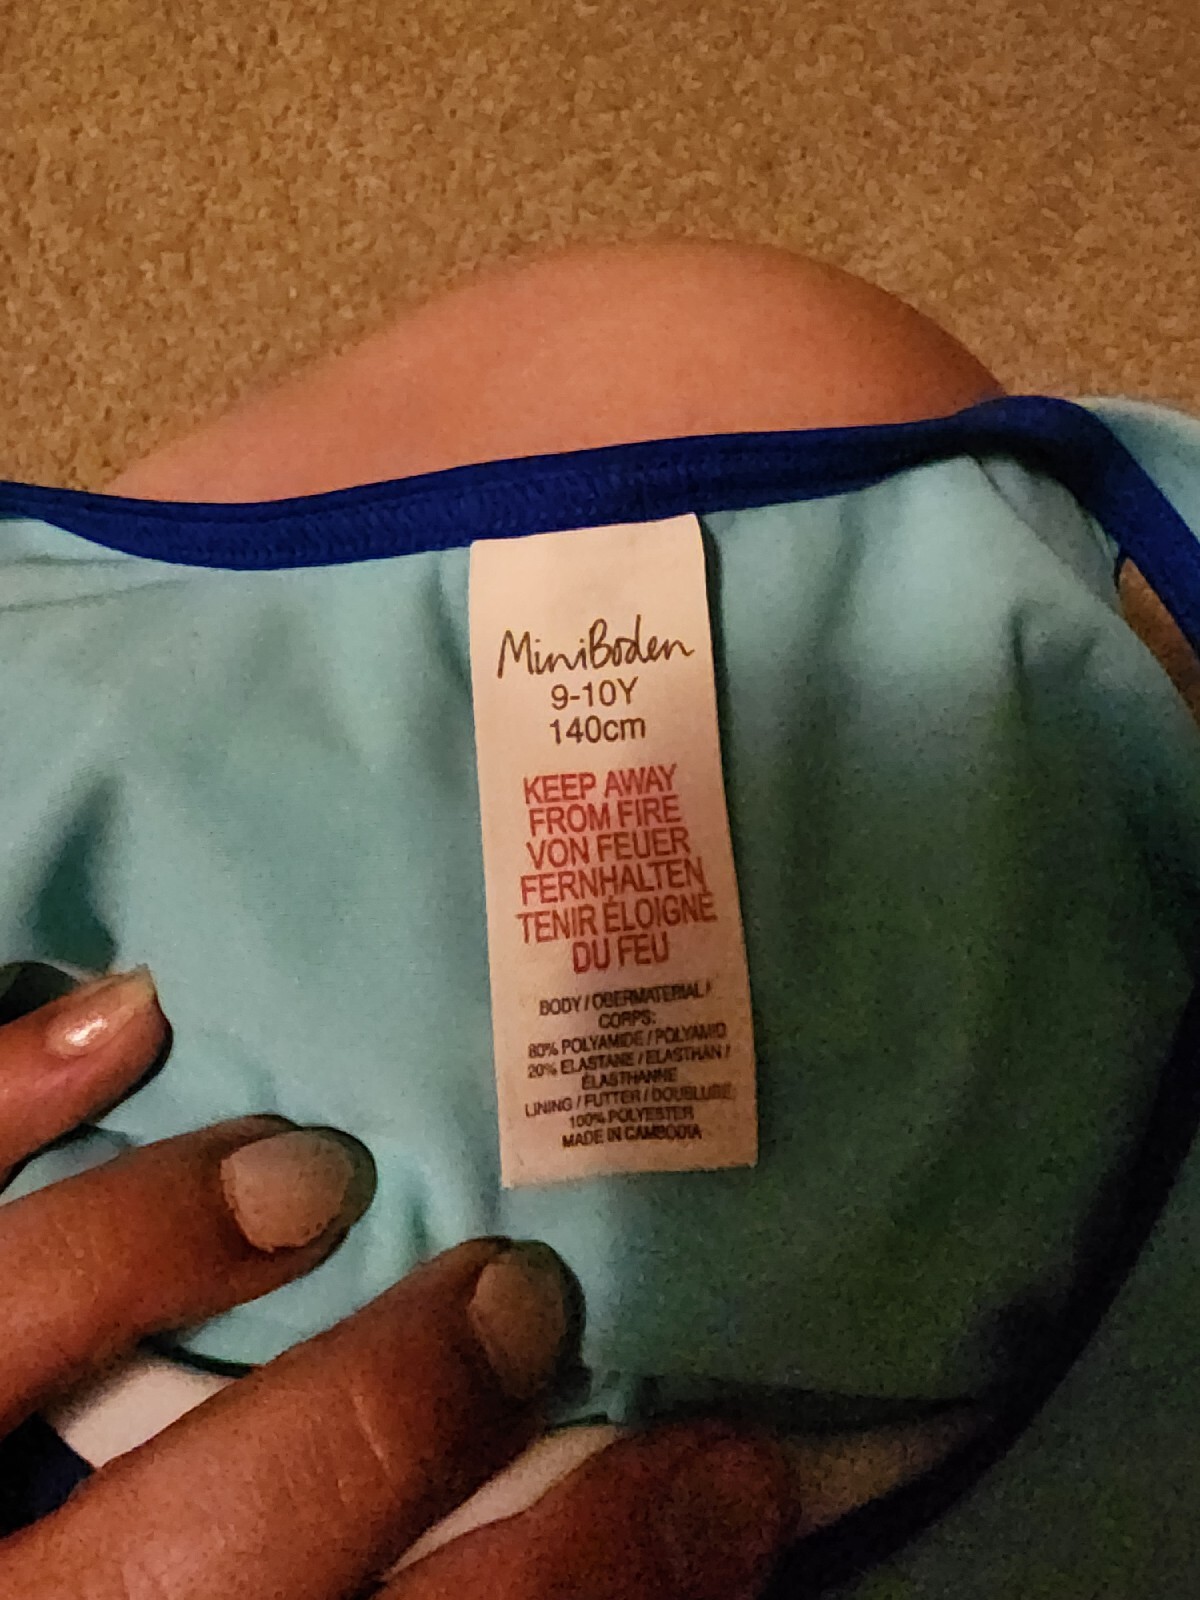 MiniBoden
9-10Y
140cm
KEEP AWAY
FROM FIRE
VON FEUER
FERNHALTEN
TENIR ÉLOIGNÉ
DU FEU
BODY / OBERMATERIAL /
CORPS:
80% POLYAMIDE / POLYAMID
20% ELASTANE / ELASTHAN /
ÉLASTHANNE
LINING / FUTTER / DOUBLURE
100% POLYESTER
MADE IN CAMBODIA